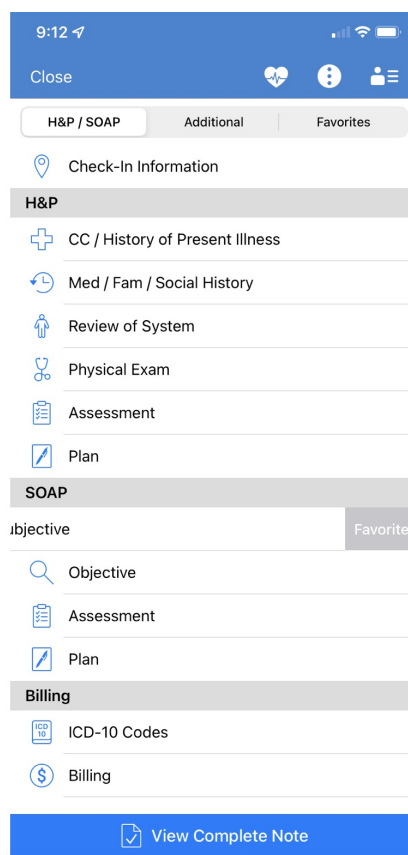 9:12
Close
H&P / SOAP Additional Favorites
Check-In Information
H&P
CC / History of Present Illness
Med / Fam / Social History
Review of System
Physical Exam
Assessment
Plan
SOAP
ubjective Favorite
Objective
Assessment
Plan
Billing
ICD 10 ICD-10 Codes
$ Billing
View Complete Note